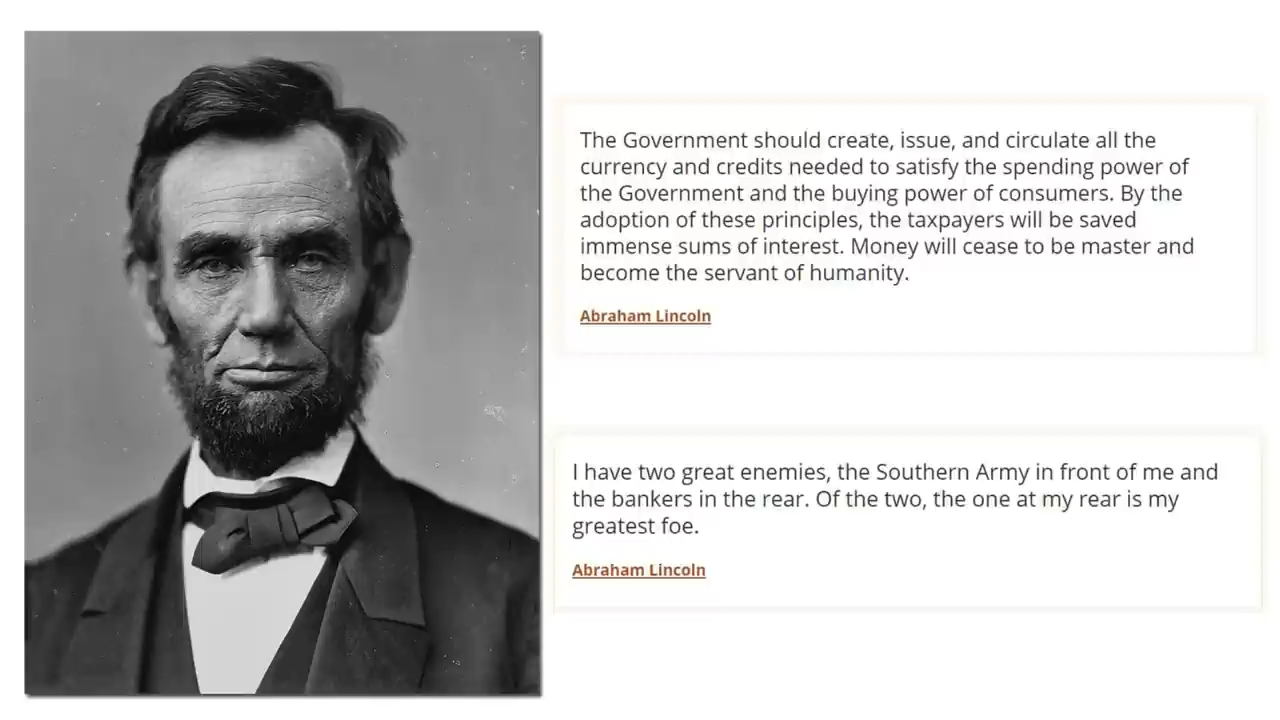 The Government should create, issue, and circulate all the
currency and credits needed to satisfy the spending power of
the Government and the buying power of consumers. By the
adoption of these principles, the taxpayers will be saved
immense sums of interest. Money will cease to be master and
become the servant of humanity.
Abraham Lincoln
I have two great enemies, the Southern Army in front of me and
the bankers in the rear. Of the two, the one at my rear is my
greatest foe.
Abraham Lincoln